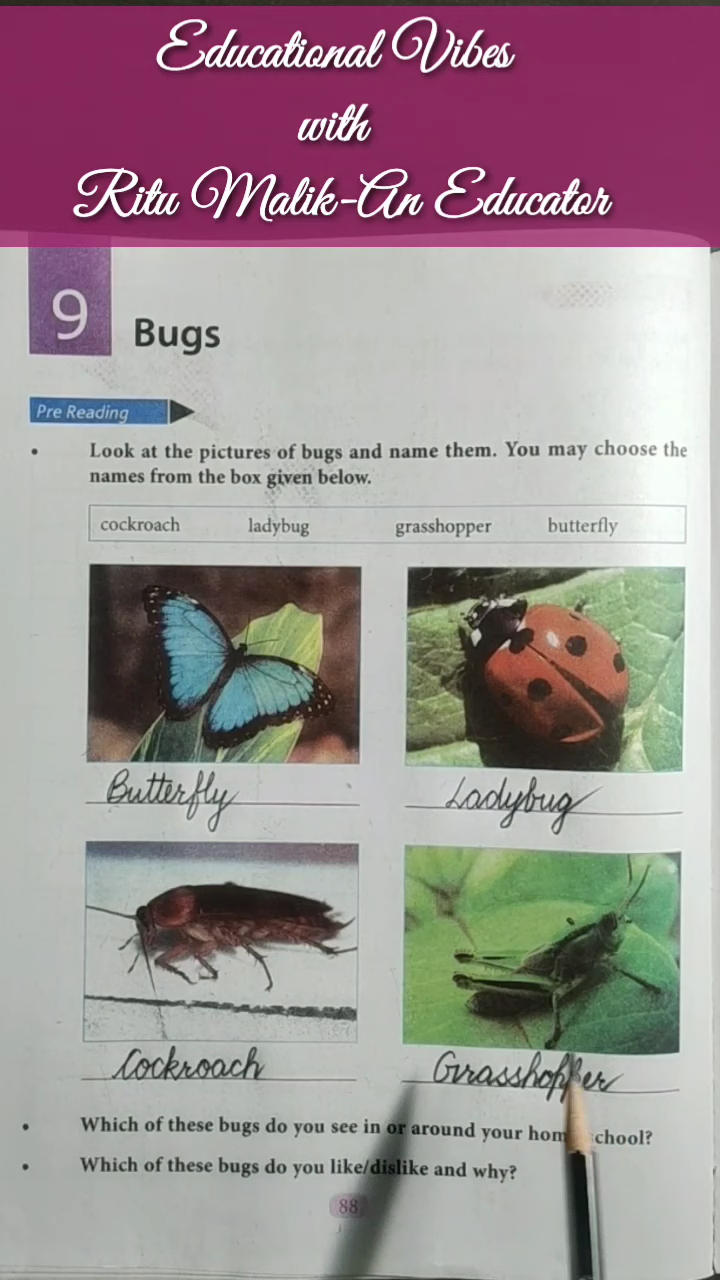 Educational Vibes
with
Ritu Malik-An Educator
9
Bugs
Pre Reading
• Look at the pictures of bugs and name them. You may choose the
names from the box given below.
cockroach ladybug grasshopper butterfly
Butterfly
Ladybug
Cockroach
Grasshopper
• Which of these bugs do you see in or around your hom chool?
• Which of these bugs do you like/dislike and why?
88